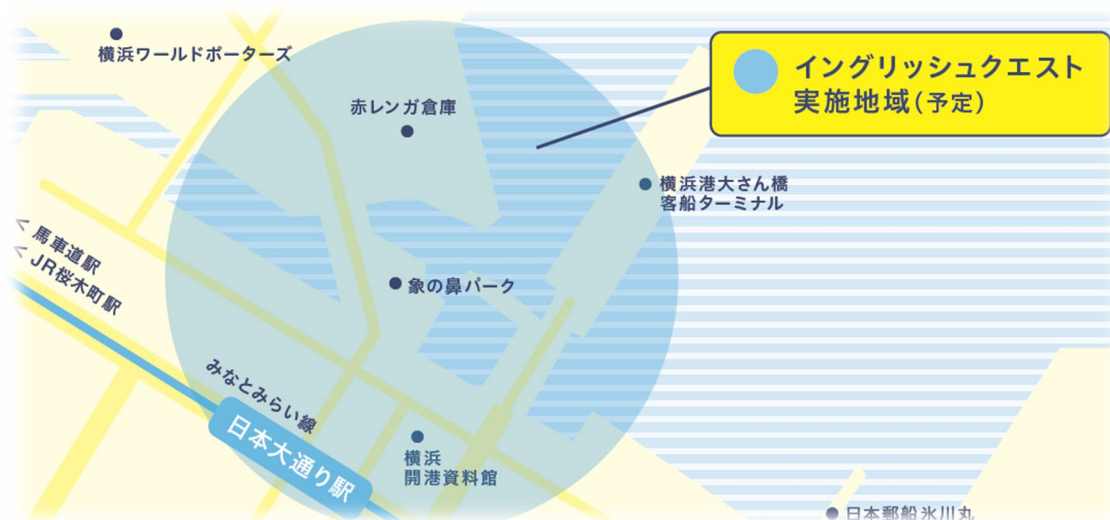 横浜ワールドポーターズ
イングリッシュクエスト
実施地域(予定)
赤レンガ倉庫
横浜港大さん橋
客船ターミナル
< 馬車道駅
< JR桜木町駅
象の鼻パーク
みなとみらい線
日本大通り駅
横浜
開港資料館
日本郵船氷川丸